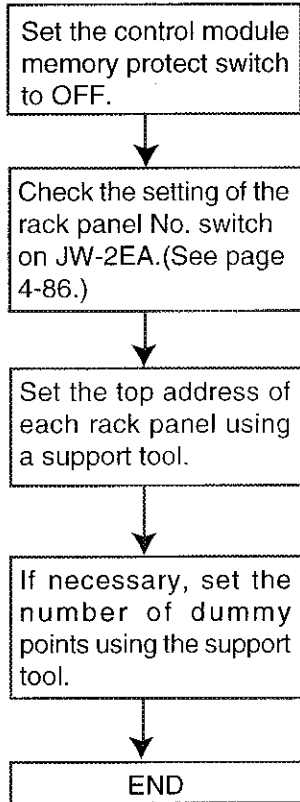 Set the control module
memory protect switch
to OFF.
Check the setting of the
rack panel No. switch
on JW-2EA.(See page
4-86.)
Set the top address of
each rack panel using
a support tool.
If necessary, set the
number of dummy
points using the support
tool.
END